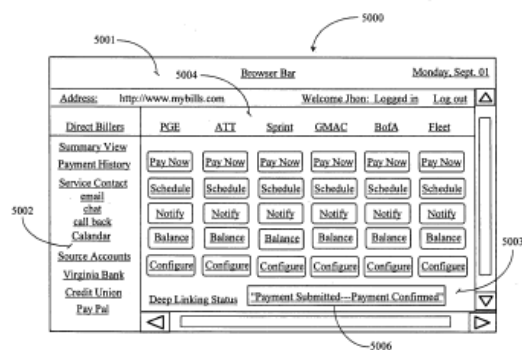 5000
5001
Browser Bar
Monday, Sept. 01
5004
Address: http://www.mybills.com Welcome Jhon: Logged in Log out
Direct Billers PGE ATT Sprint GMAC BofA Fleet
Summary View
Payment History Pay Now Pay Now Pay Now Pay Now Pay Now Pay Now
Service Contact Schedule Schedule Schedule Schedule Schedule Schedule
email
chat
call back Notify Notify Notify Notify Notify Notify
5002
Calandar Balance Balance Balance Balance Balance Balance
5003
Source Accounts
Virginia Bank Configure Configure Configure Configure Configure Configure
Credit Union
Deep Linking Status "Payment Submitted---Payment Confirmed"
Pay Pal
5006